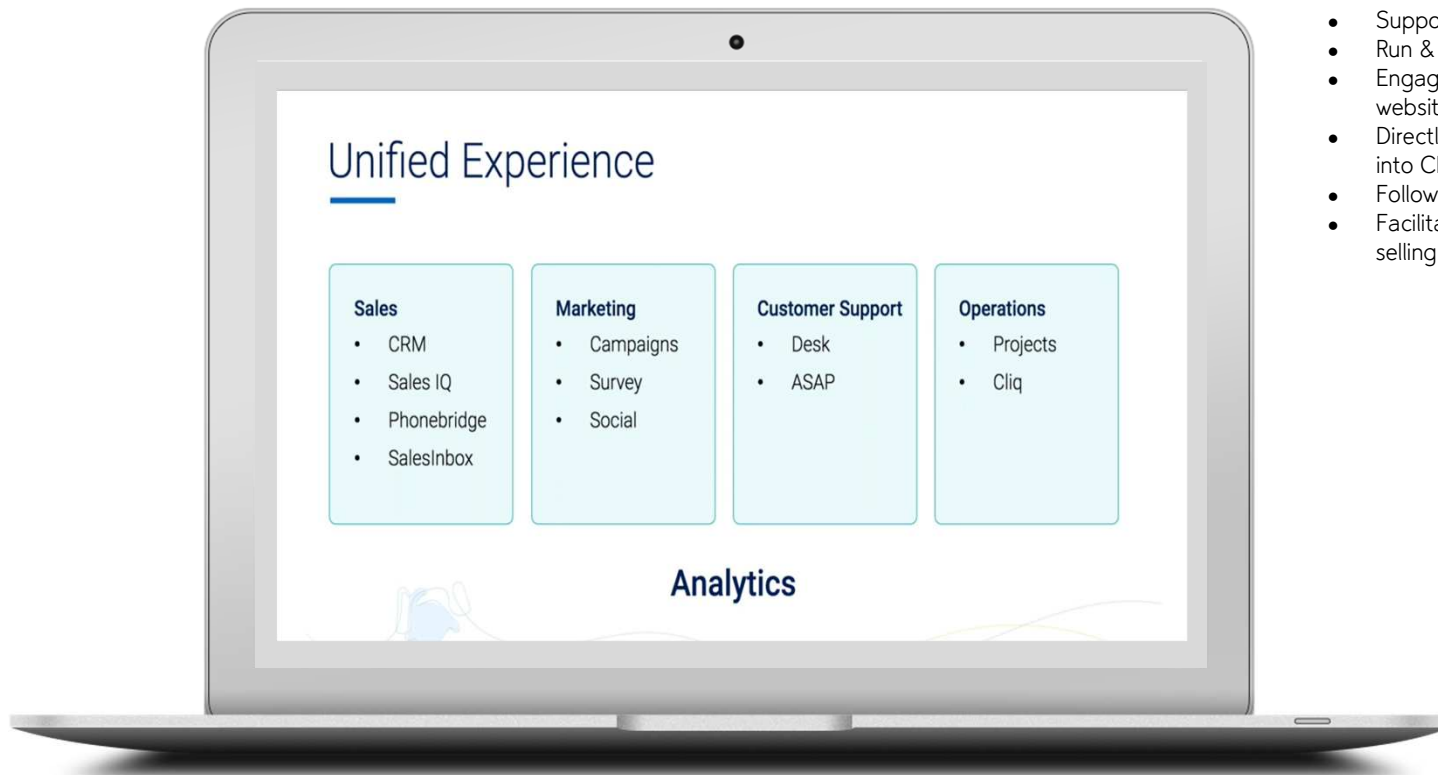 Unified Experience
Sales
• CRM
• Sales IQ
• Phonebridge
• SalesInbox
Marketing
• Campaigns
• Survey
• Social
Customer Support
• Desk
• ASAP
Operations
• Projects
• Cliq
Analytics
•
• Run &
•
•
into
• Follow
•
selling